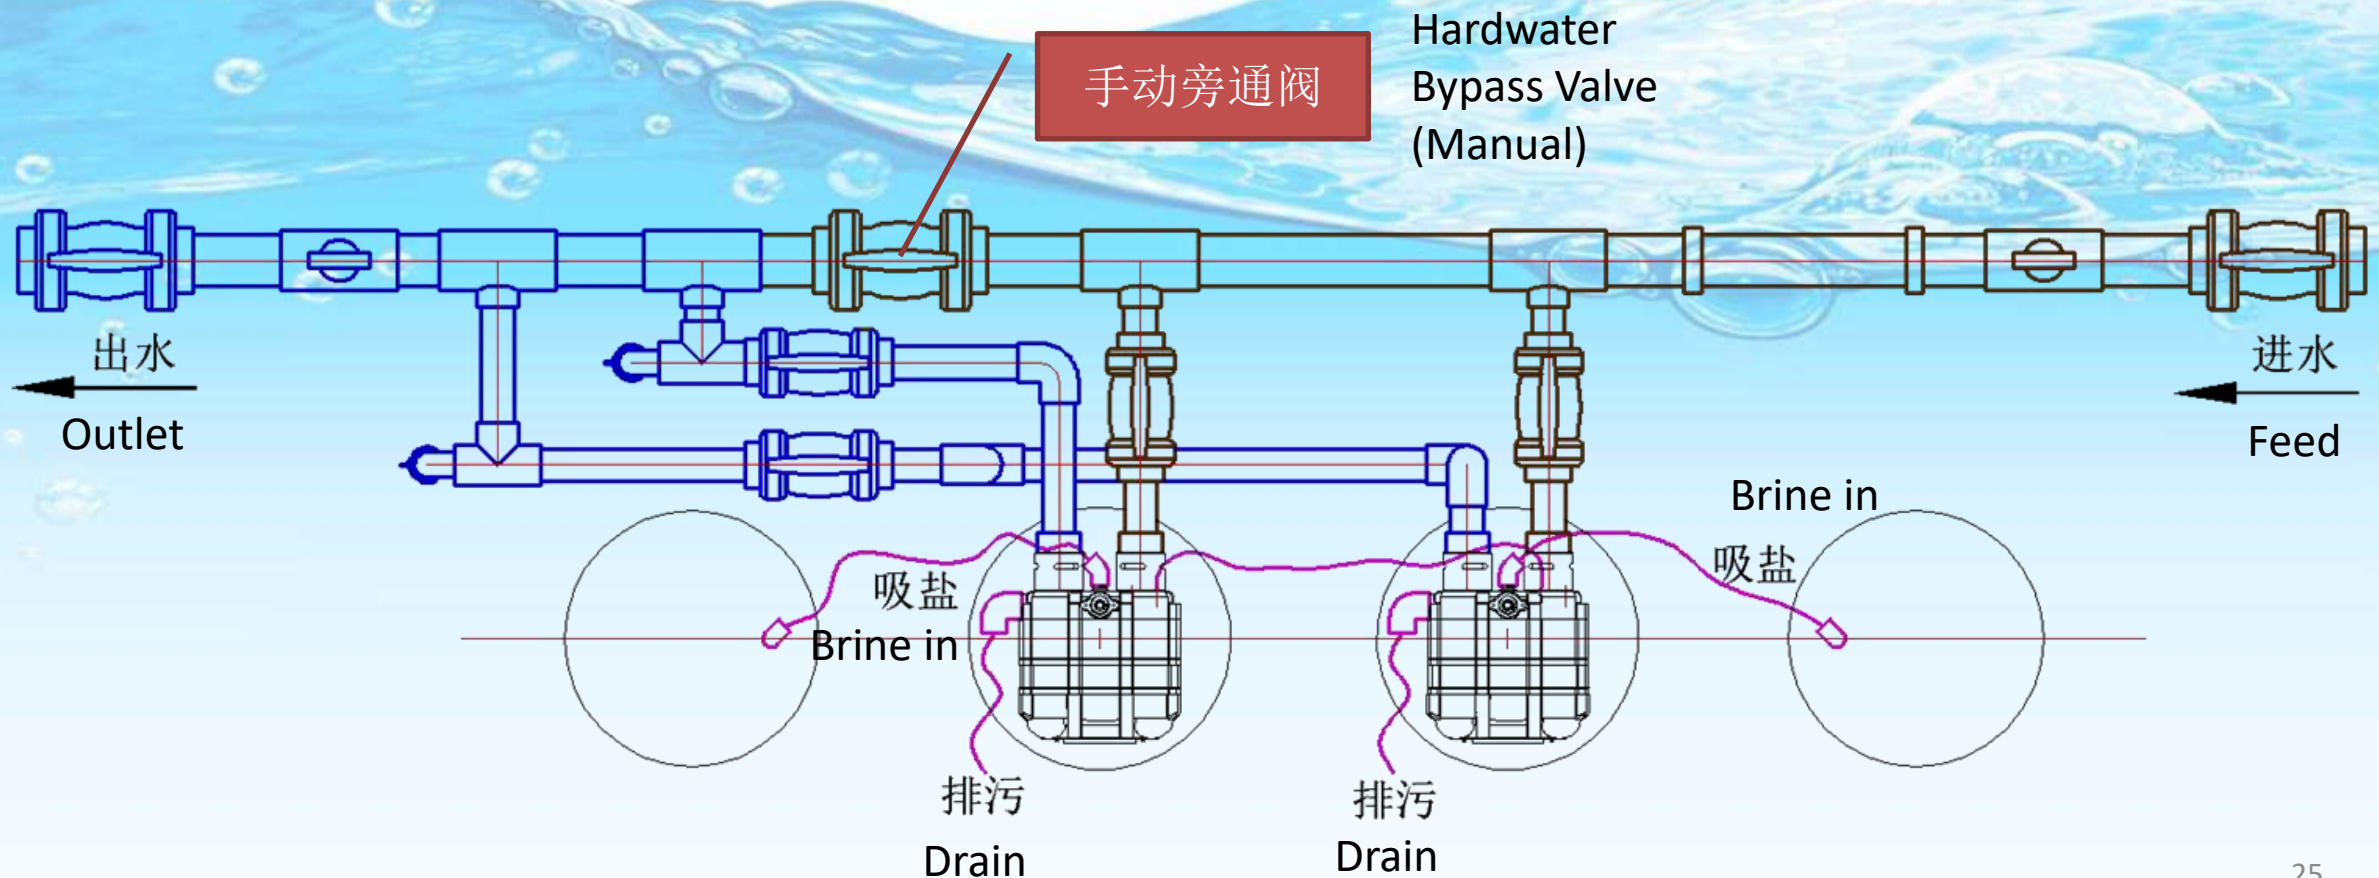 手动旁通阀
Hardwater
Bypass Valve
(Manual)
出水
Outlet
进水
Feed
Brine in
吸盐
吸盐
Brine in
排污
Drain
排污
Drain
25